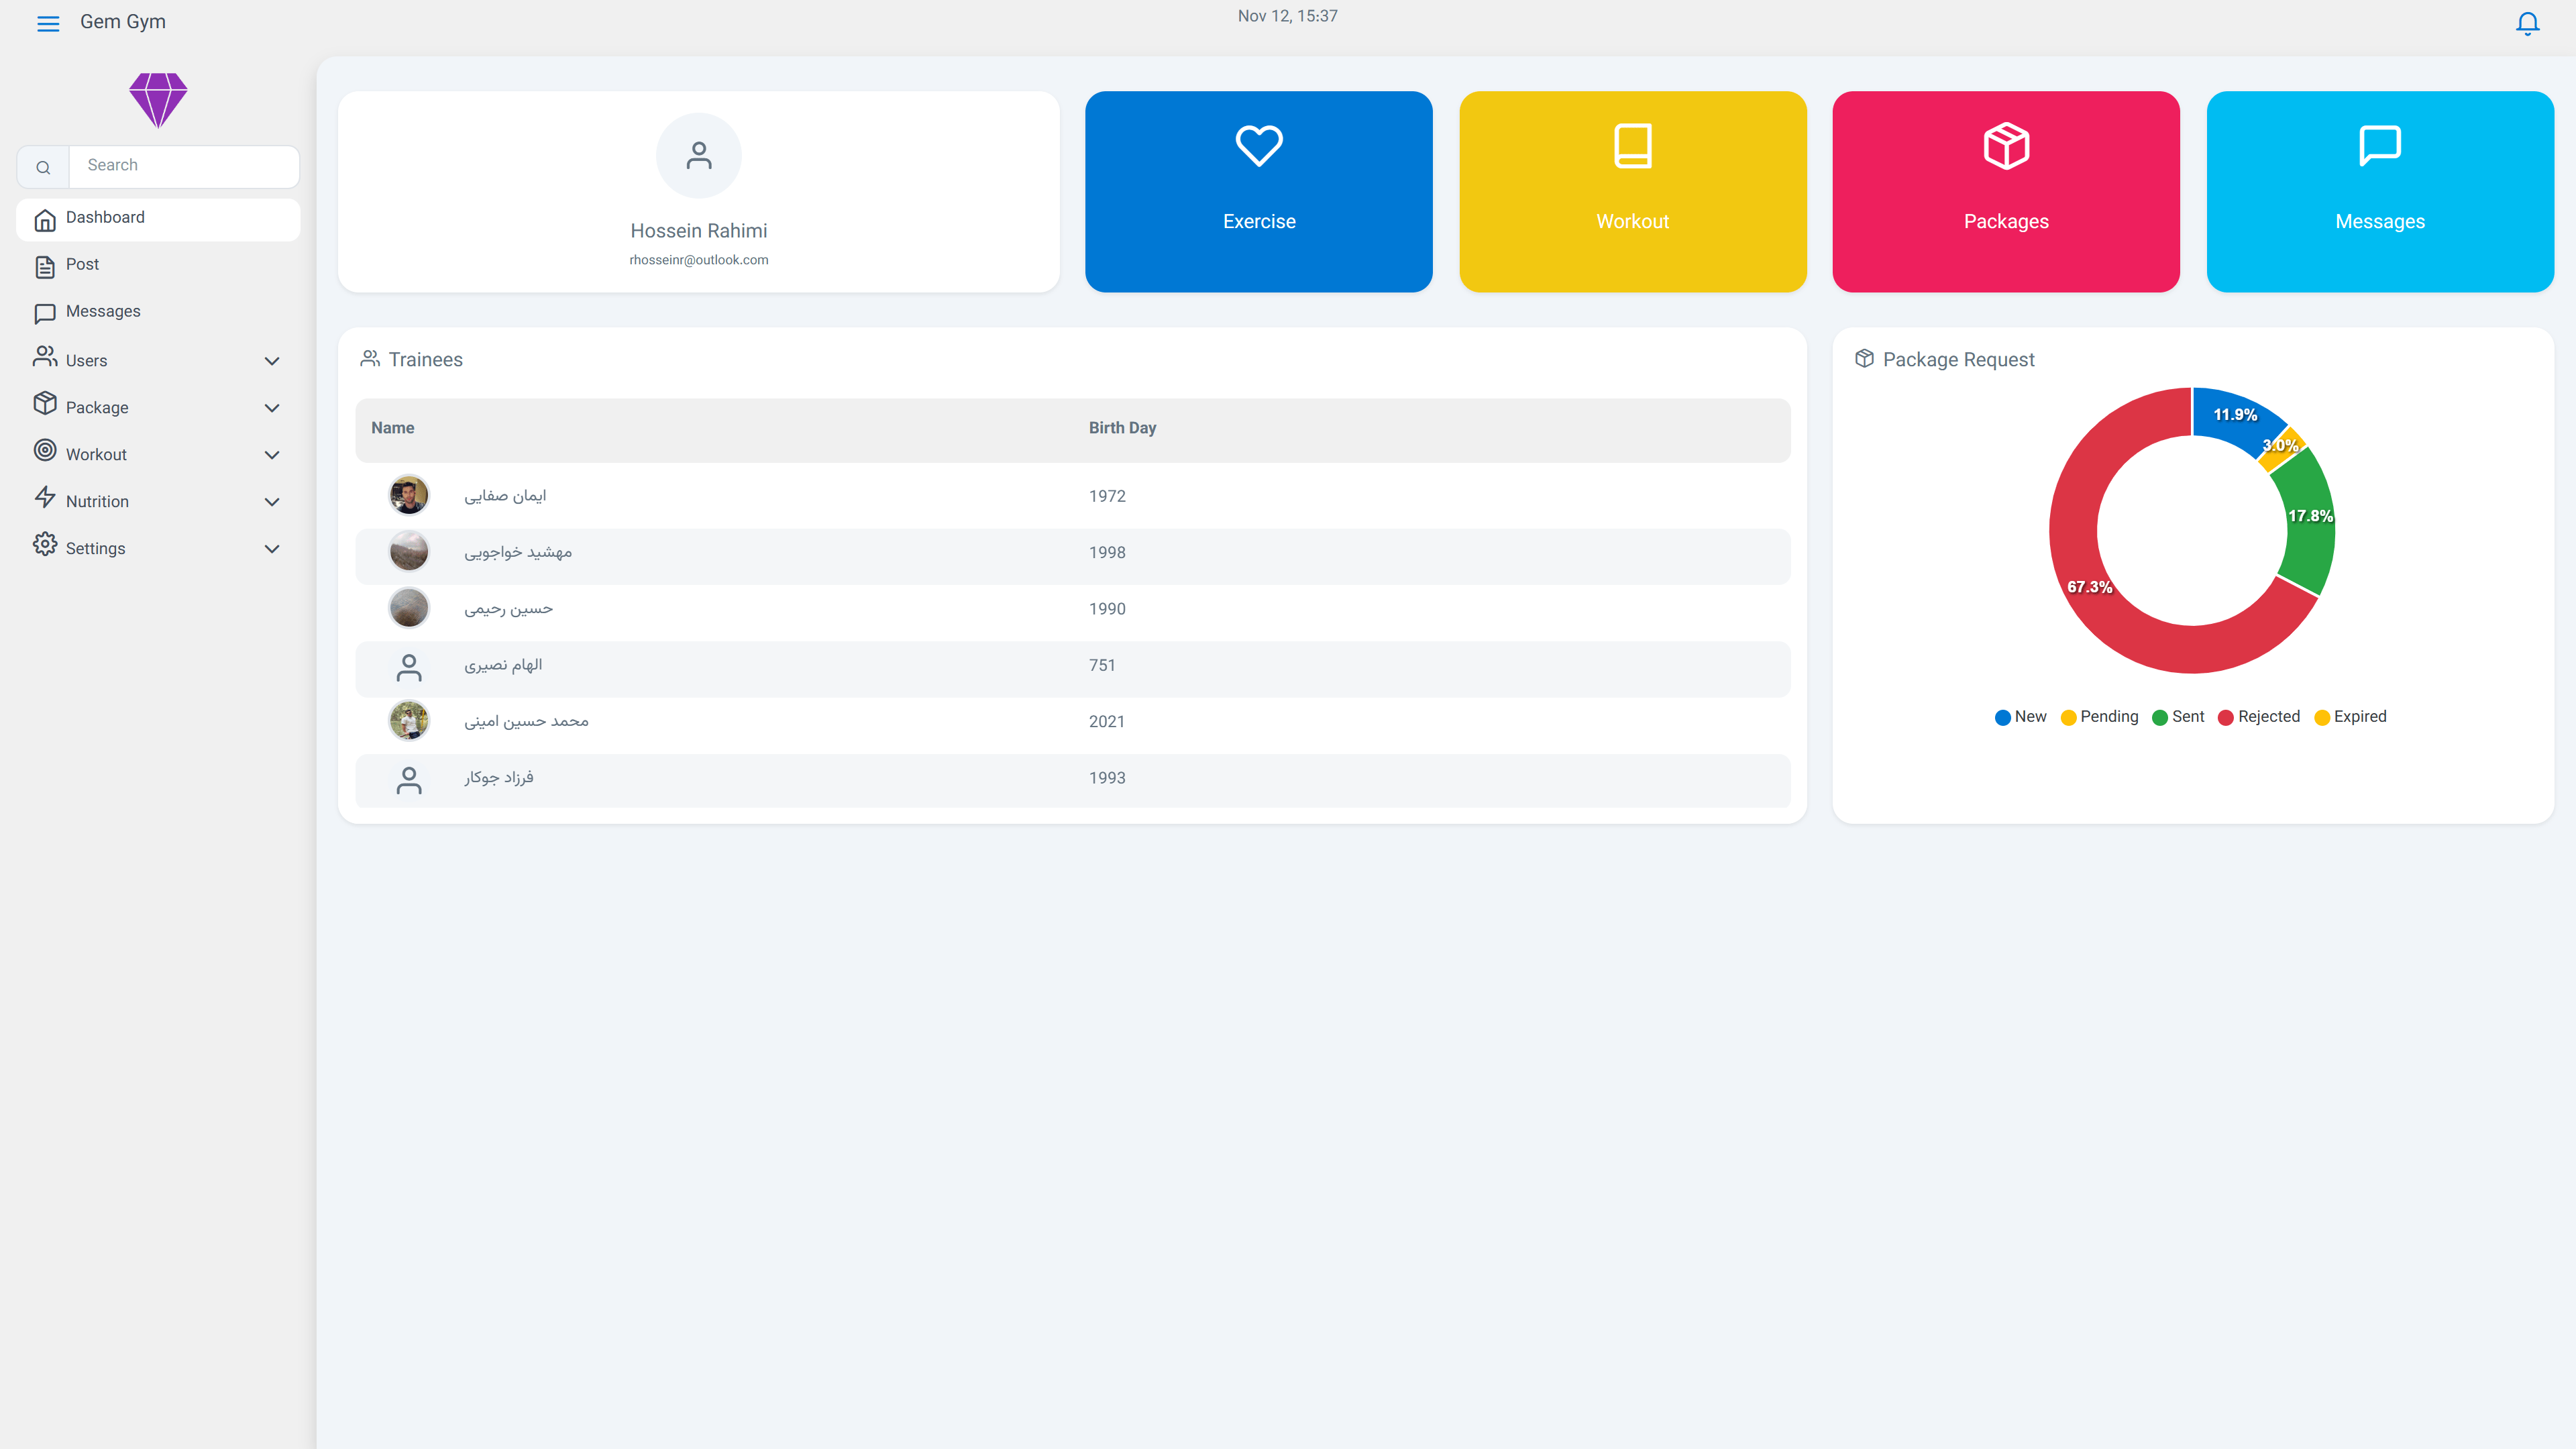 Gem Gym
Nov 12, 15:37
Search
Dashboard
Post
Messages
Users
Package
Workout
Nutrition
Settings
Hossein Rahimi
rhosseinr@outlook.com
Exercise
Workout
Packages
Messages
Trainees
Name Birth Day
ایمان صفایی 1972
مهشید خواجویی 1998
حسین رحیمی 1990
الهام نصیری 751
محمد حسین امینی 2021
فرزاد جوکار 1993
Package Request
11.9%
3.0%
17.8%
67.3%
New Pending Sent Rejected Expired